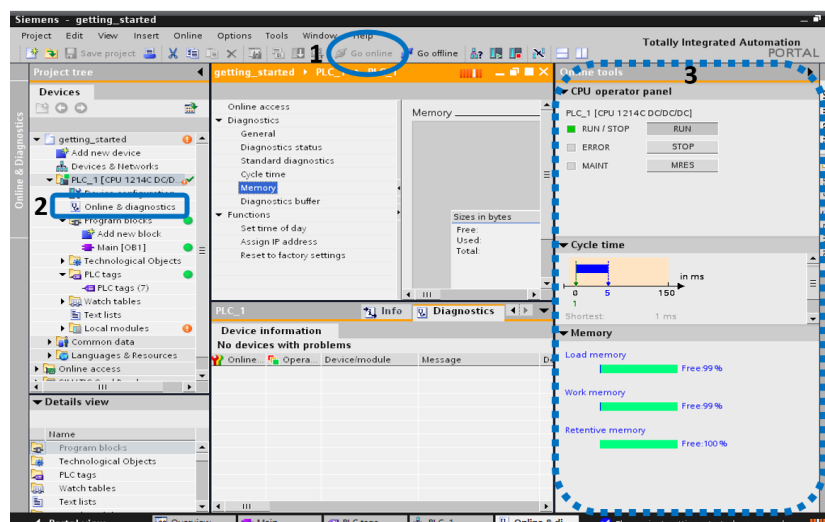 Siemens - getting_started
Project Edit View Insert Online Options Tools Window Help
Totally Integrated Automation
PORTAL
Save project
1
Go online
Go offline
Project tree
Devices
Online & Diagnosti
getting_started
Add new device
Devices & Networks
PLC_1 [CPU 1214C DC/D...
2
Online & diagnostics
Program blocks
Add new block
Main [OB1]
Technological Objects
PLC tags
PLC tags (7)
Watch tables
Text lists
Local modules
Common data
Languages & Resources
Online access
Details view
Name
Program blocks
Technological Objects
PLC tags
Watch tables
Text lists
getting_started
Online access
Diagnostics
General
Diagnostics status
Standard diagnostics
Cycle time
Memory
Diagnostics buffer
Functions
Set time of day
Assign IP address
Reset to factory settings
Memory
Sizes in bytes
Free:
Used:
Total:
PLC_1
Info
Diagnostics
Device information
No devices with problems
Online... Opera... Device/module Message
Online tools
3
CPU operator panel
PLC_1 [CPU 1214C DC/DC/DC]
RUN / STOP RUN
ERROR STOP
MAINT MRES
Cycle time
in ms
0 5 150
1
Shortest: 1 ms
Memory
Load memory
Free:99 %
Work memory
Free:99 %
Retentive memory
Free:100 %